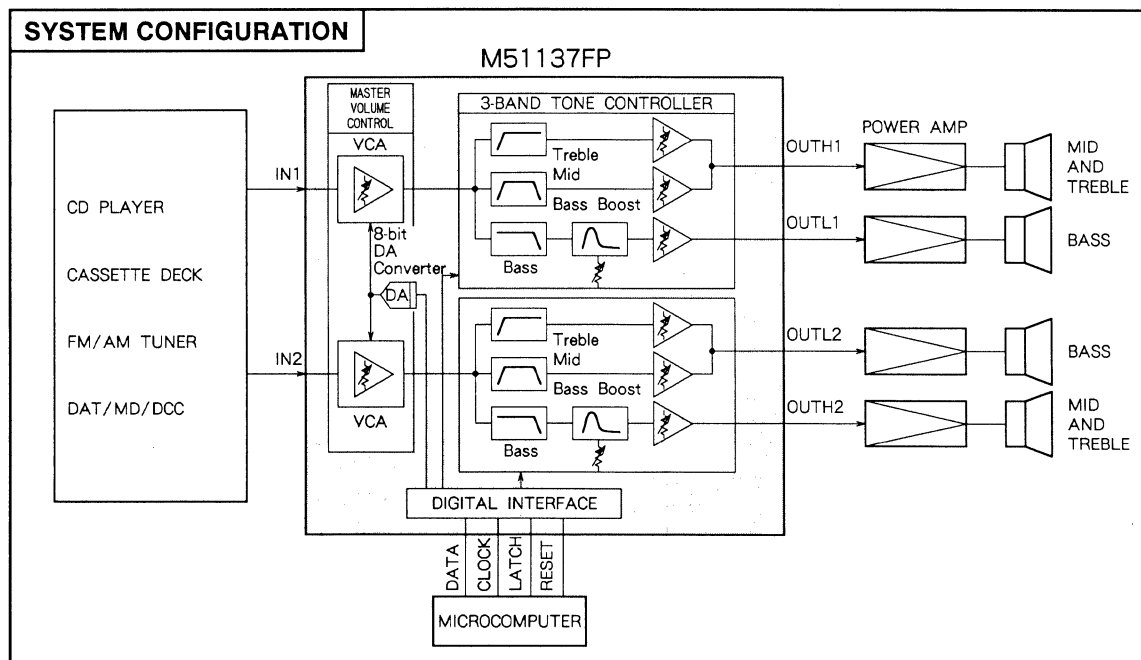 SYSTEM CONFIGURATION
M51137FP
CD PLAYER
CASSETTE DECK
FM/AM TUNER
DAT/MD/DCC
IN1
IN2
MASTER
VOLUME
CONTROL
VCA
8-bit
DA
Converter
DA
VCA
3-BAND TONE CONTROLLER
Treble
Mid
Bass Boost
Bass
Treble
Mid
Bass Boost
Bass
DIGITAL INTERFACE
DATA
CLOCK
LATCH
RESET
MICROCOMPUTER
OUTH1
OUTL1
OUTL2
OUTH2
POWER AMP
MID
AND
TREBLE
BASS
BASS
MID
AND
TREBLE